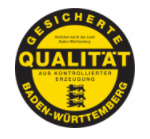 GESICHERTE
QUALITÄT
AUS KONTROLLIERTER
ERZEUGUNG
BADEN-WÜRTTEMBERG